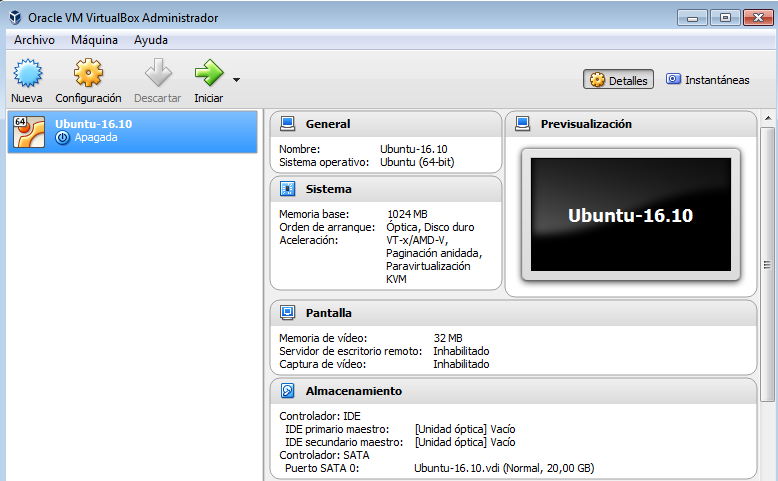 Oracle VM VirtualBox Administrador
Archivo Máquina Ayuda
Nueva Configuración Descartar Iniciar Detalles Instantáneas
64
Ubuntu-16.10
Apagada
General
Nombre: Ubuntu-16.10
Sistema operativo: Ubuntu (64-bit)
Sistema
Memoria base: 1024 MB
Orden de arranque: Óptica, Disco duro
Aceleración: VT-x/AMD-V,
Paginación anidada,
Paravirtualización
KVM
Previsualización
Ubuntu-16.10
Pantalla
Memoria de vídeo: 32 MB
Servidor de escritorio remoto: Inhabilitado
Captura de vídeo: Inhabilitado
Almacenamiento
Controlador: IDE
IDE primario maestro: [Unidad óptica] Vacío
IDE secundario maestro: [Unidad óptica] Vacío
Controlador: SATA
Puerto SATA 0: Ubuntu-16.10.vdi (Normal, 20,00 GB)